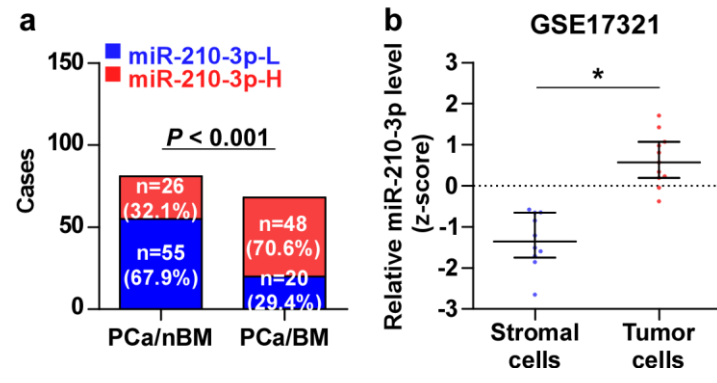 a
miR-210-3p-L
miR-210-3p-H
150
100
50
0
Cases
P < 0.001
n=26
(32.1%)
n=55
(67.9%)
n=48
(70.6%)
n=20
(29.4%)
PCa/nBM
PCa/BM
b
GSE17321
Relative miR-210-3p level
(z-score)
3
2
1
0
-1
-2
-3
*
Stromal
cells
Tumor
cells